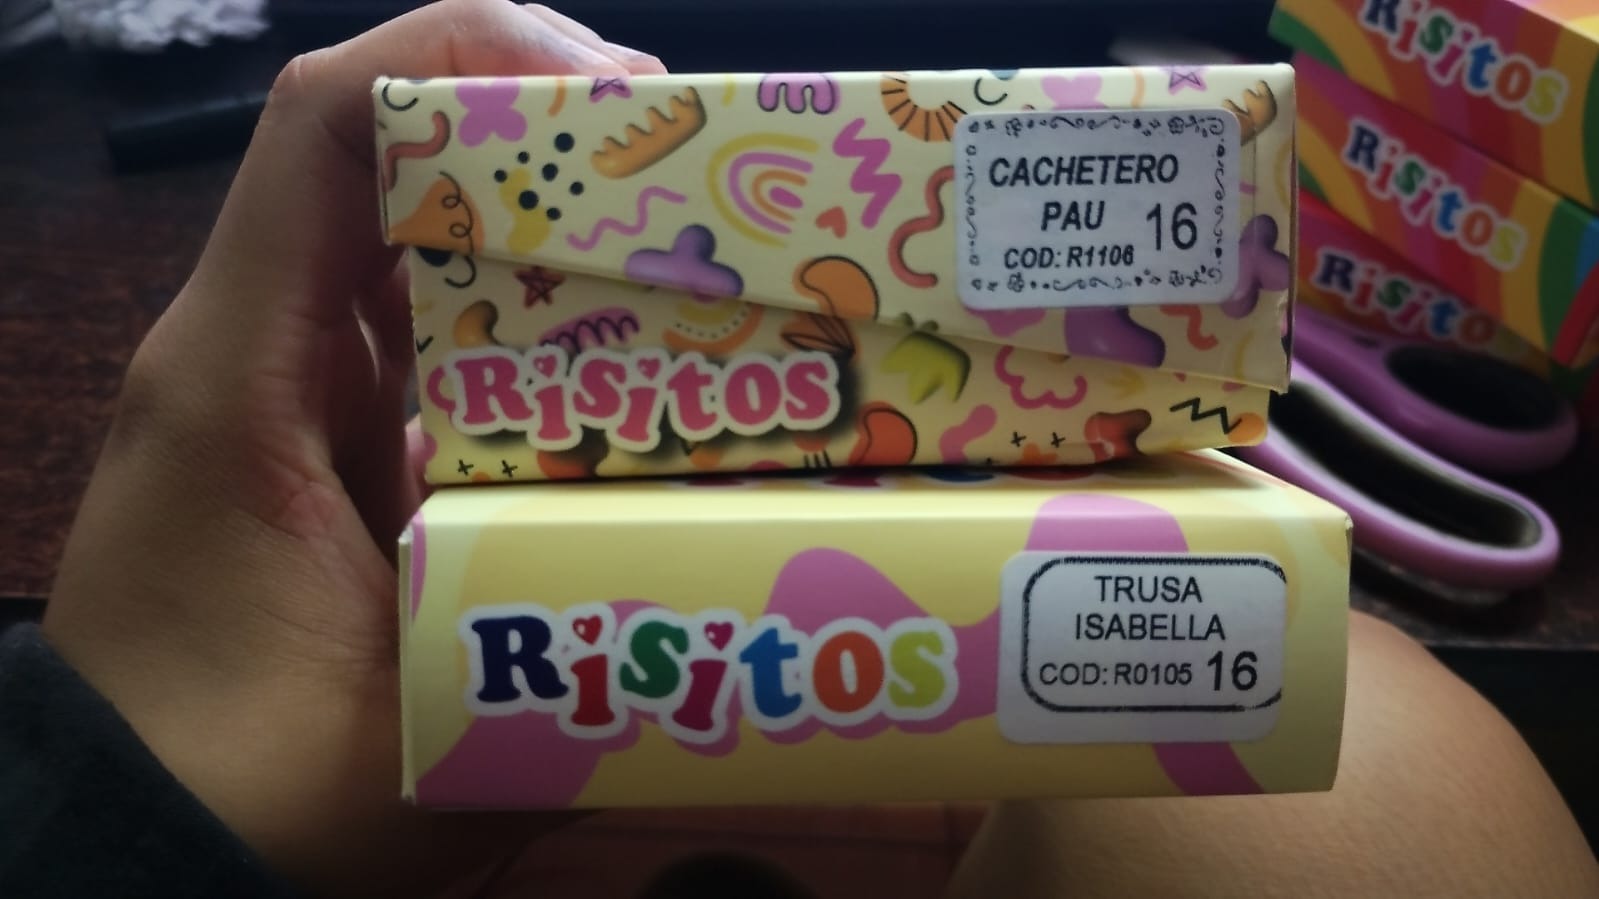 Risitos
Risitos
Risitos
CACHETERO
PAU 16
COD: R1106
Risitos
Risitos
TRUSA
ISABELLA
COD: R0105 16